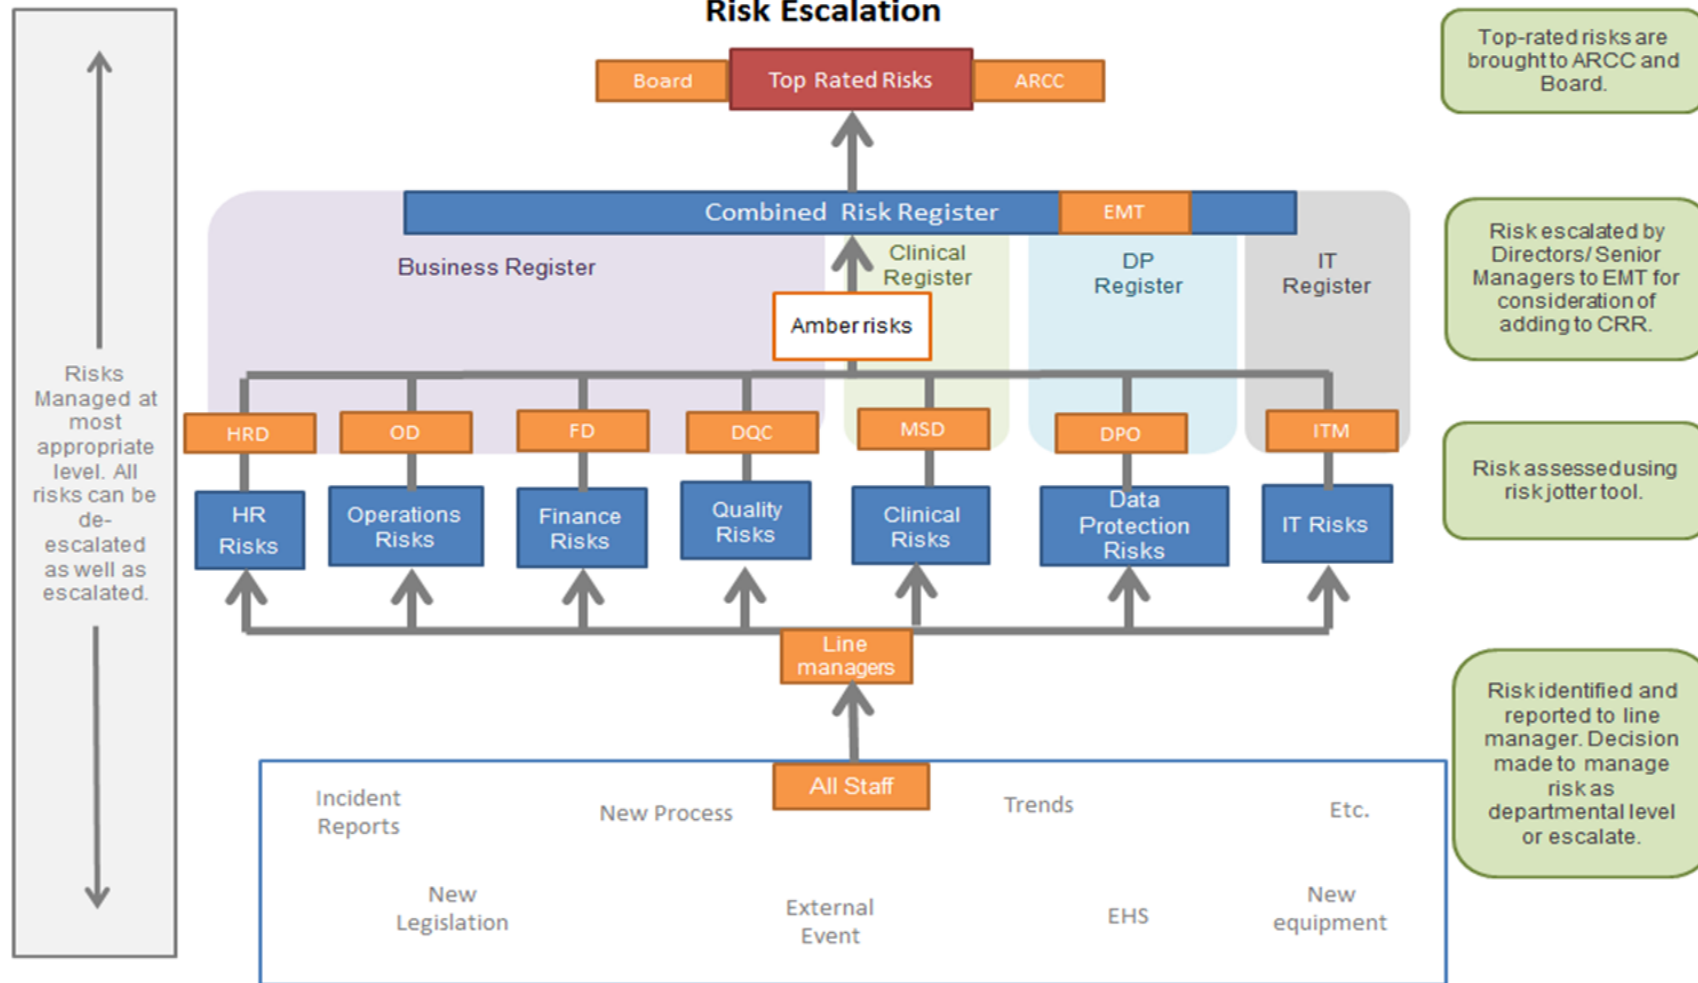 Risk Escalation
Board
Top Rated Risks
ARCC
Top-rated risks are
brought to ARCC and
Board.
Combined Risk Register
EMT
Business Register
Clinical
Register
DP
Register
IT
Register
Risk escalated by
Directors/ Senior
Managers to EMT for
consideration of
adding to CRR.
Amber risks
Risks
Managed at
most
appropriate
level. All
risks can be
de-
escalated
as well as
escalated.
HRD
OD
FD
DQC
MSD
DPO
ITM
Risk assessed using
risk jotter tool.
HR
Risks
Operations
Risks
Finance
Risks
Quality
Risks
Clinical
Risks
Data
Protection
Risks
IT Risks
Line
managers
Risk identified and
reported to line
manager. Decision
made to manage
risk as
departmental level
or escalate.
All Staff
Incident
Reports
New Process
Trends
Etc.
New
Legislation
External
Event
EHS
New
equipment